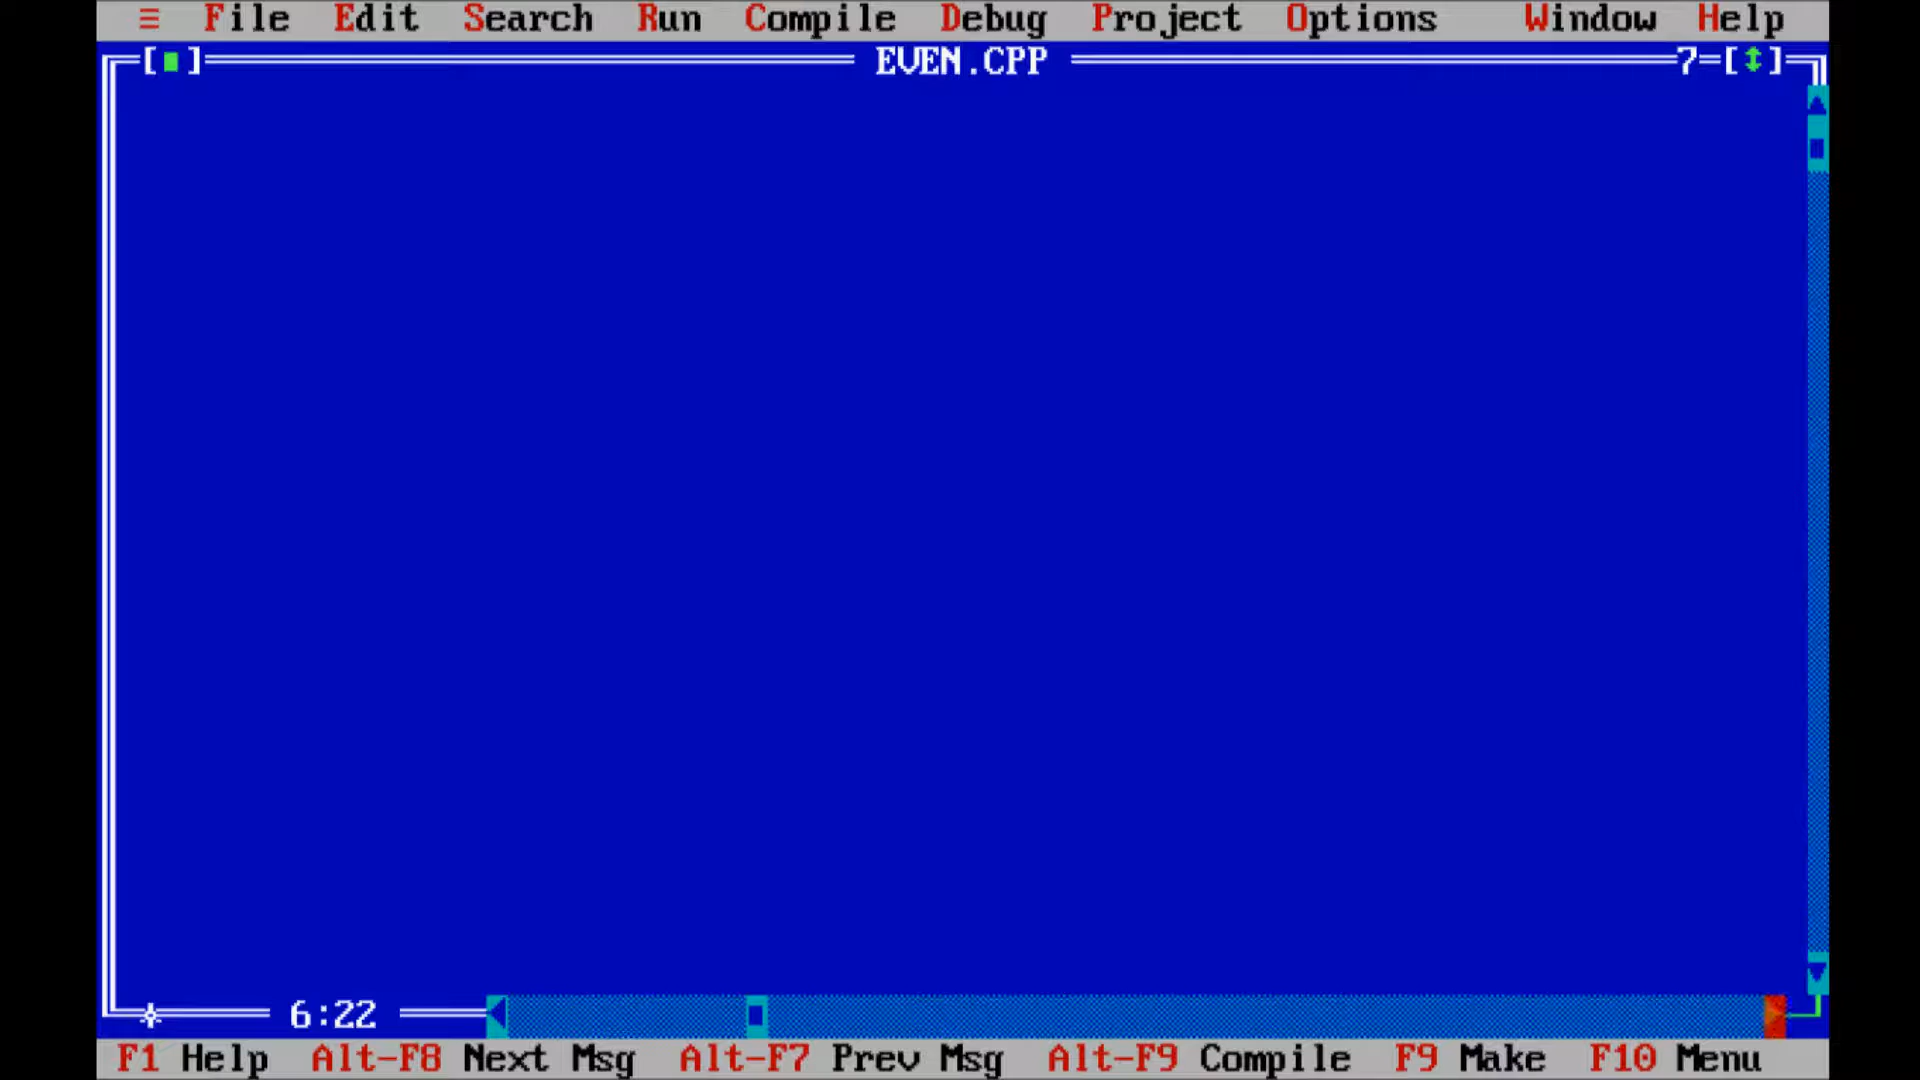 ≡ File Edit Search Run Compile Debug Project Options Window Help
[■] EVEN.CPP 7=[↕]
* 6:22
F1 Help Alt-F8 Next Msg Alt-F7 Prev Msg Alt-F9 Compile F9 Make F10 Menu